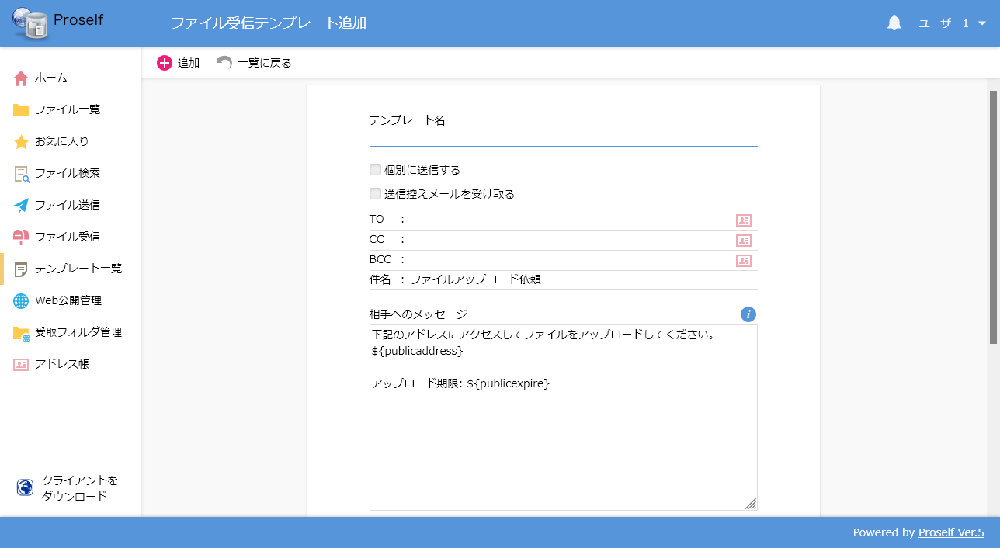 Proself
ファイル受信テンプレート追加
ユーザー1
追加
一覧に戻る
ホーム
ファイル一覧
お気に入り
ファイル検索
ファイル送信
ファイル受信
テンプレート一覧
Web公開管理
受取フォルダ管理
アドレス帳
クライアントを
ダウンロード
テンプレート名
個別に送信する
送信控えメールを受け取る
TO :
CC :
BCC :
件名 : ファイルアップロード依頼
相手へのメッセージ
下記のアドレスにアクセスしてファイルをアップロードしてください。
${publicaddress}
アップロード期限: ${publicexpire}
Powered by Proself Ver.5